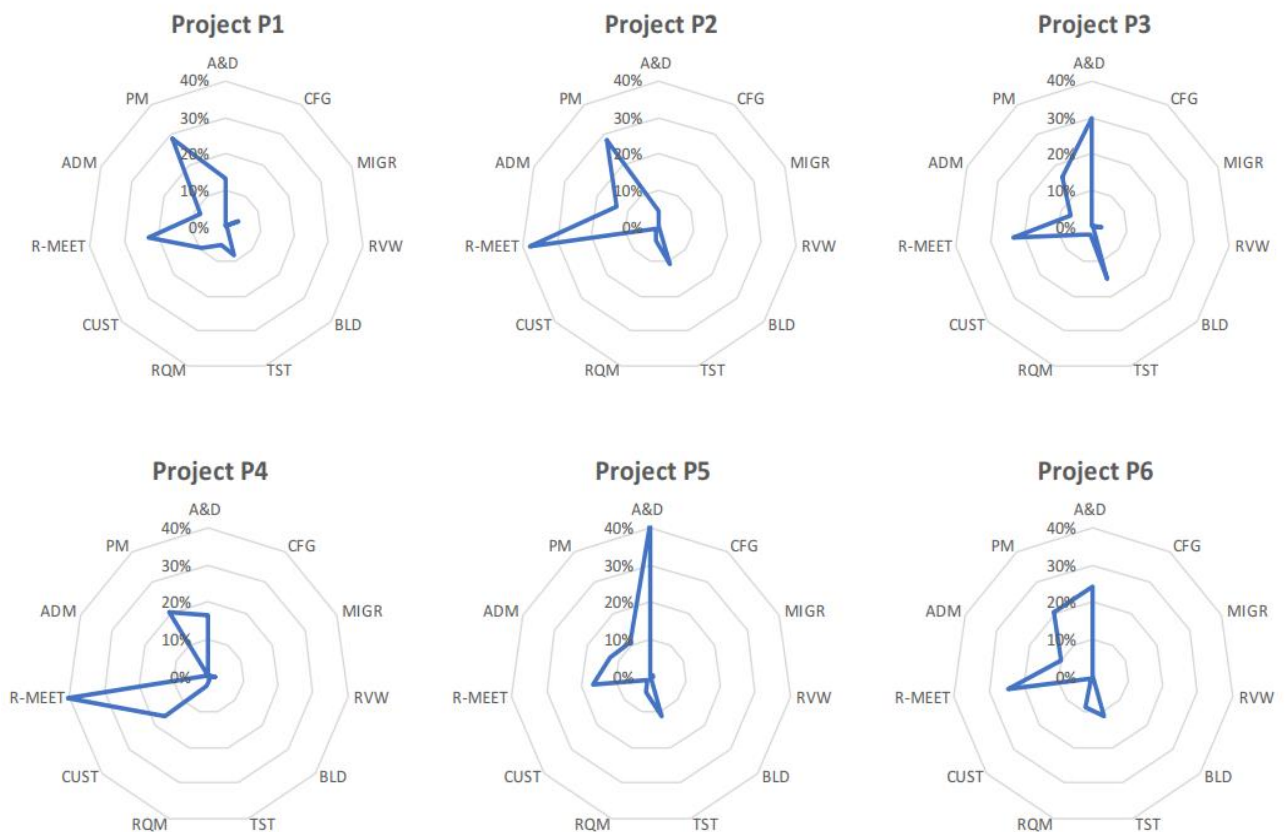 Project P1
A&D
40%
CFG
PM
30%
MIGR
ADM
20%
10%
0%
R-MEET
RVW
CUST
BLD
RQM
TST
Project P2
A&D
40%
CFG
PM
30%
MIGR
ADM
20%
10%
0%
R-MEET
RVW
CUST
BLD
RQM
TST
Project P3
A&D
40%
CFG
PM
30%
MIGR
ADM
20%
10%
0%
R-MEET
RVW
CUST
BLD
RQM
TST
Project P4
A&D
40%
CFG
PM
30%
MIGR
ADM
20%
10%
0%
R-MEET
RVW
CUST
BLD
RQM
TST
Project P5
A&D
40%
CFG
PM
30%
MIGR
ADM
20%
10%
0%
R-MEET
RVW
CUST
BLD
RQM
TST
Project P6
A&D
40%
CFG
PM
30%
MIGR
ADM
20%
10%
0%
R-MEET
RVW
CUST
BLD
RQM
TST